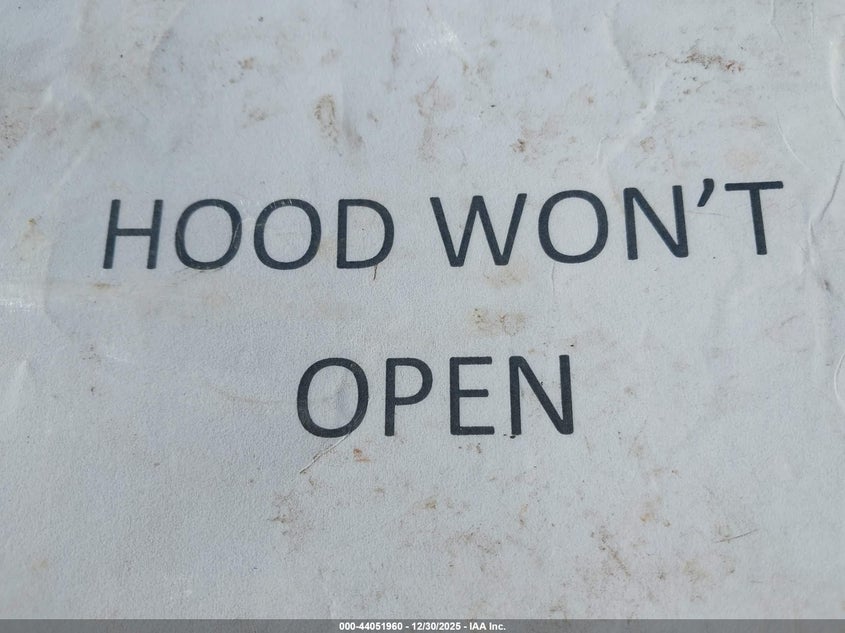 HOOD WON’T
OPEN
000-44051960 - 12/30/2025 - IAA Inc.